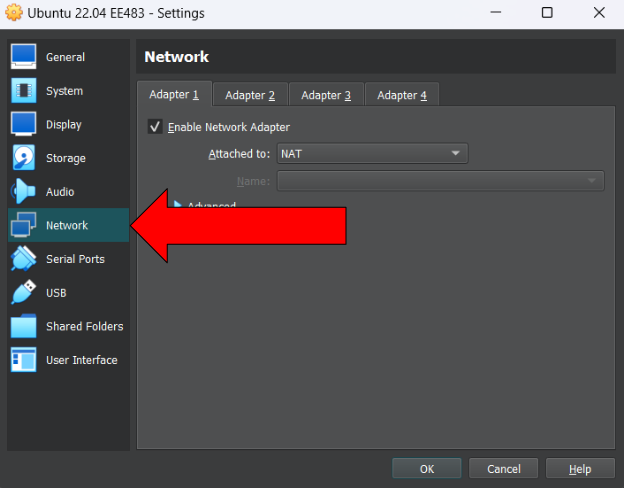 Ubuntu 22.04 EE483 - Settings
General
System
Display
Storage
Audio
Network
Serial Ports
USB
Shared Folders
User Interface
Network
Adapter 1 Adapter 2 Adapter 3 Adapter 4
Enable Network Adapter
Attached to: NAT
Name:
Advanced
OK Cancel Help